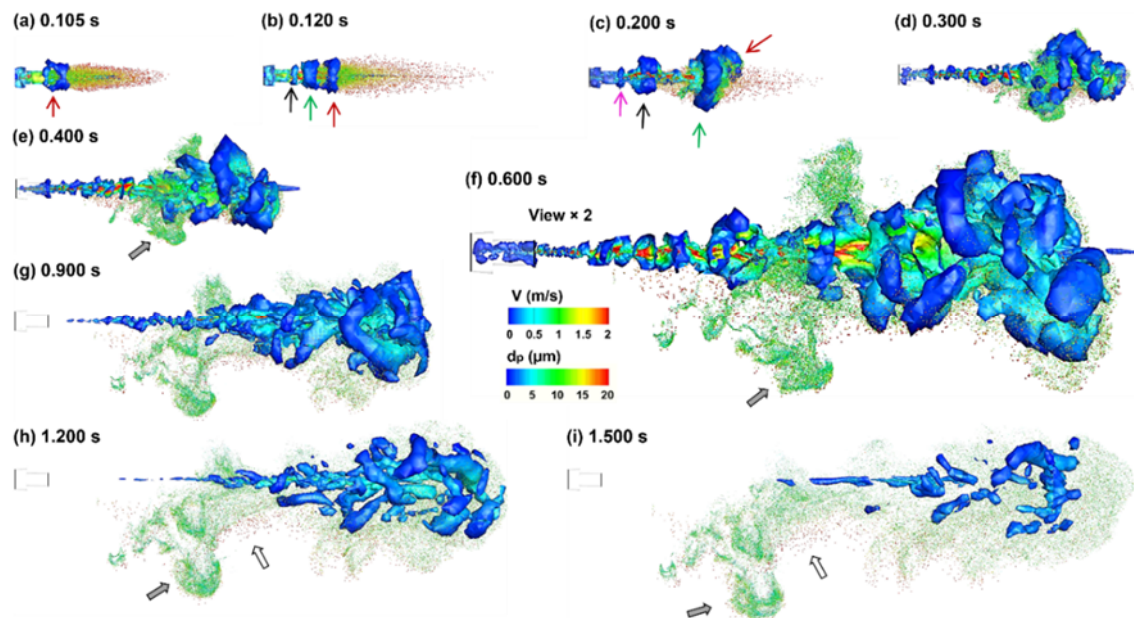 (a) 0.105 s
(b) 0.120 s
(c) 0.200 s
(d) 0.300 s
(e) 0.400 s
(f) 0.600 s
View × 2
(g) 0.900 s
V (m/s)
0 0.5 1 1.5 2
dₚ (μm)
0 5 10 15 20
(h) 1.200 s
(i) 1.500 s